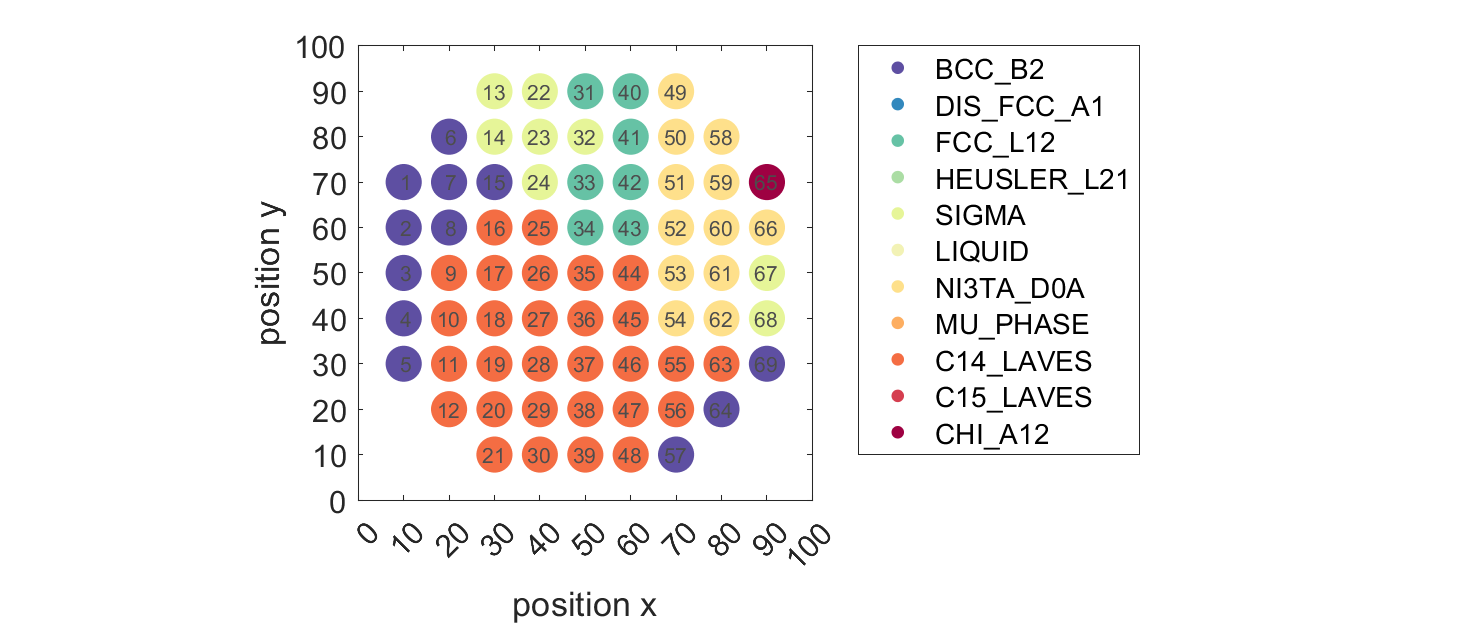 100
90 13 22 31 40 49
80 6 14 23 32 41 50 58
70 1 7 15 24 33 42 51 59 65
60 2 8 16 25 34 43 52 60 66
50 3 9 17 26 35 44 53 61 67
40 4 10 18 27 36 45 54 62 68
30 5 11 19 28 37 46 55 63 69
20 12 20 29 38 47 56 64
10 21 30 39 48 57
0
position y
0 10 20 30 40 50 60 70 80 90 100
position x
BCC_B2
DIS_FCC_A1
FCC_L12
HEUSLER_L21
SIGMA
LIQUID
NI3TA_D0A
MU_PHASE
C14_LAVES
C15_LAVES
CHI_A12